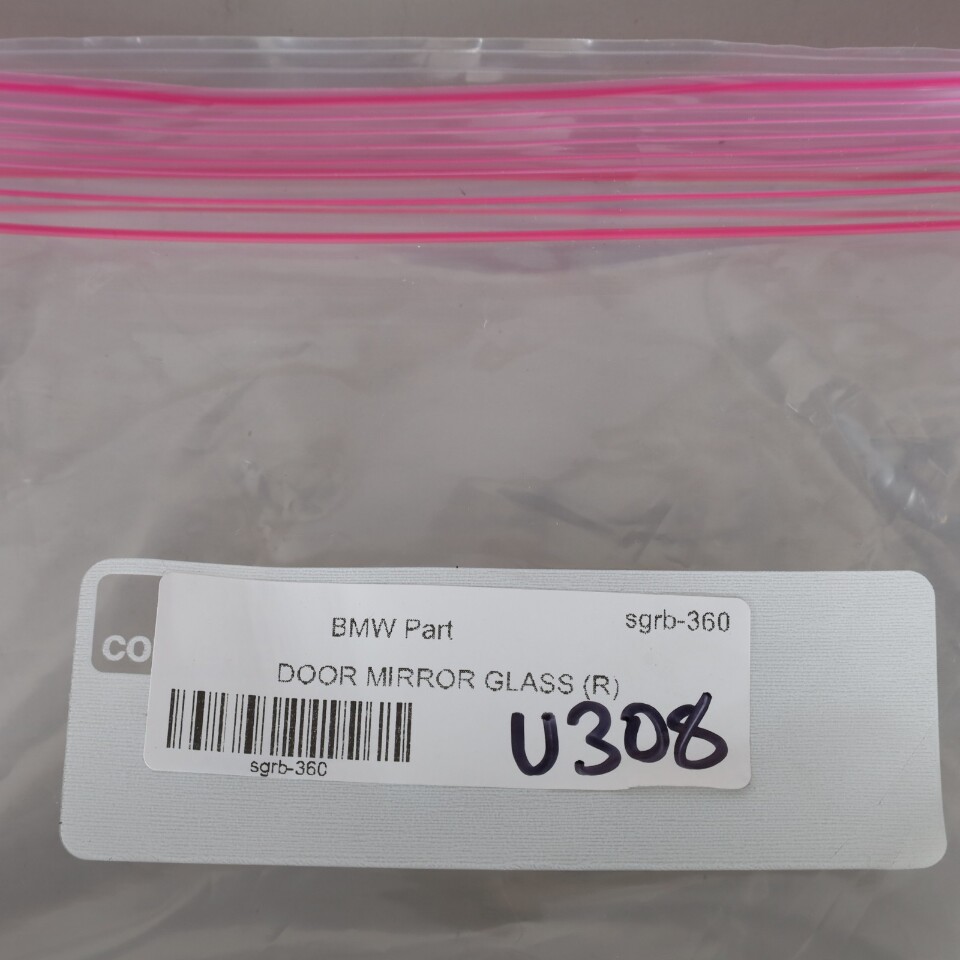 co
BMW Part
sgrb-360
DOOR MIRROR GLASS (R)
sgrb-360
U308